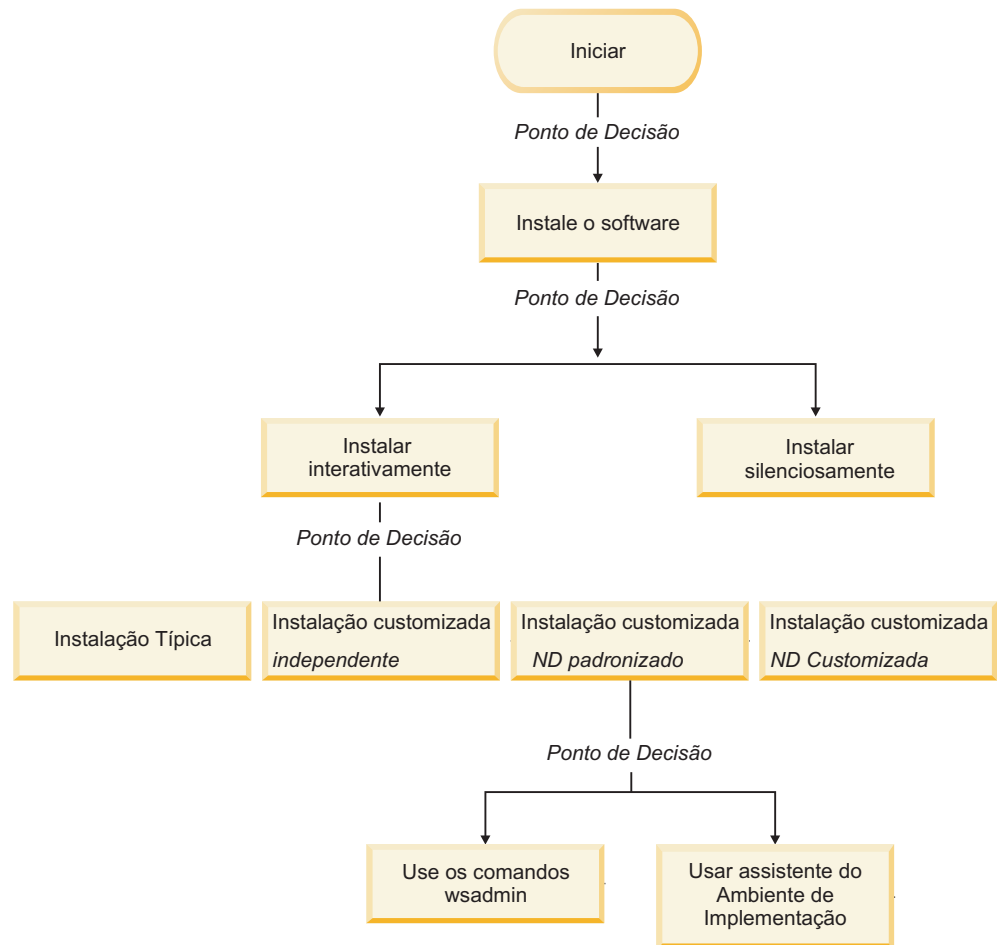 Iniciar
Ponto de Decisão
Instale o software
Ponto de Decisão
Instalar
interativamente
Instalar
silenciosamente
Ponto de Decisão
Instalação Típica
Instalação customizada
independente
Instalação customizada
ND padronizado
Instalação customizada
ND Customizada
Ponto de Decisão
Use os comandos
wsadmin
Usar assistente do
Ambiente de
Implementação